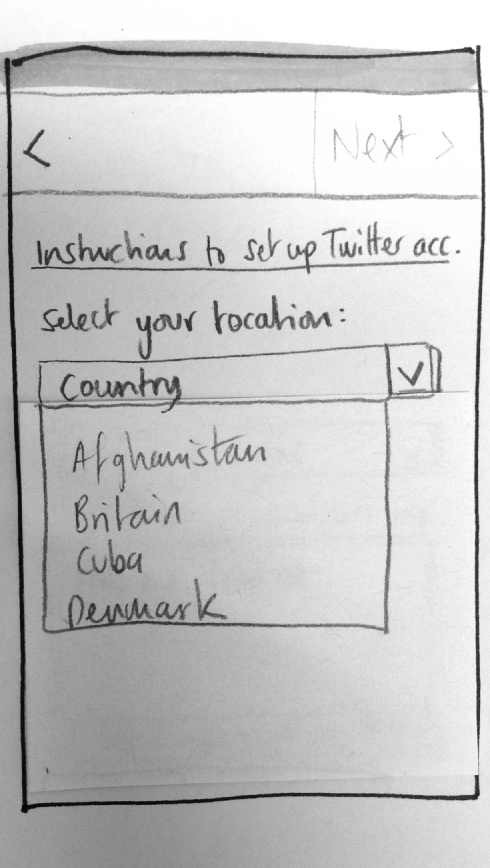 < Next >
Instructions to set up Twitter acc.
Select your location:
Country
Afghanistan
Britain
Cuba
Denmark